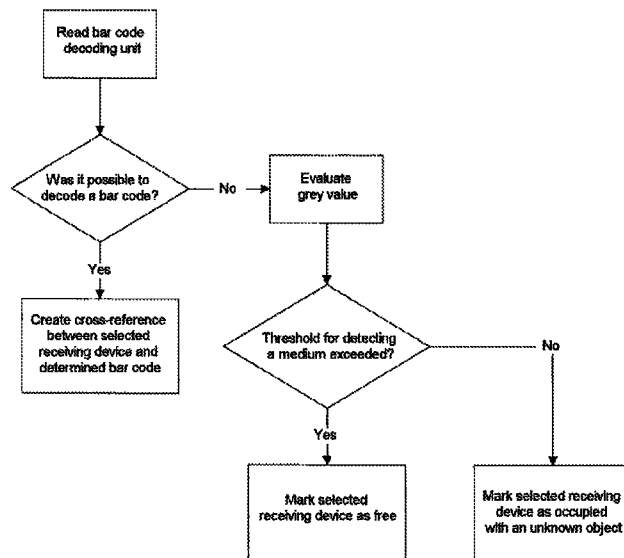 Read bar code
decoding unit
Was it possible to
decode a bar code?
No
Evaluate
grey value
Yes
Create cross-reference
between selected
receiving device and
determined bar code
Threshold for detecting
a medium exceeded?
No
Yes
Mark selected
receiving device as free
Mark selected receiving
device as occupied
with an unknown object